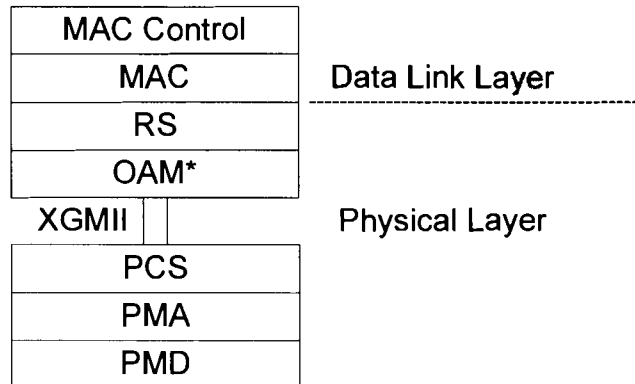 MAC Control
MAC
Data Link Layer
RS
OAM*
XGMII
Physical Layer
PCS
PMA
PMD